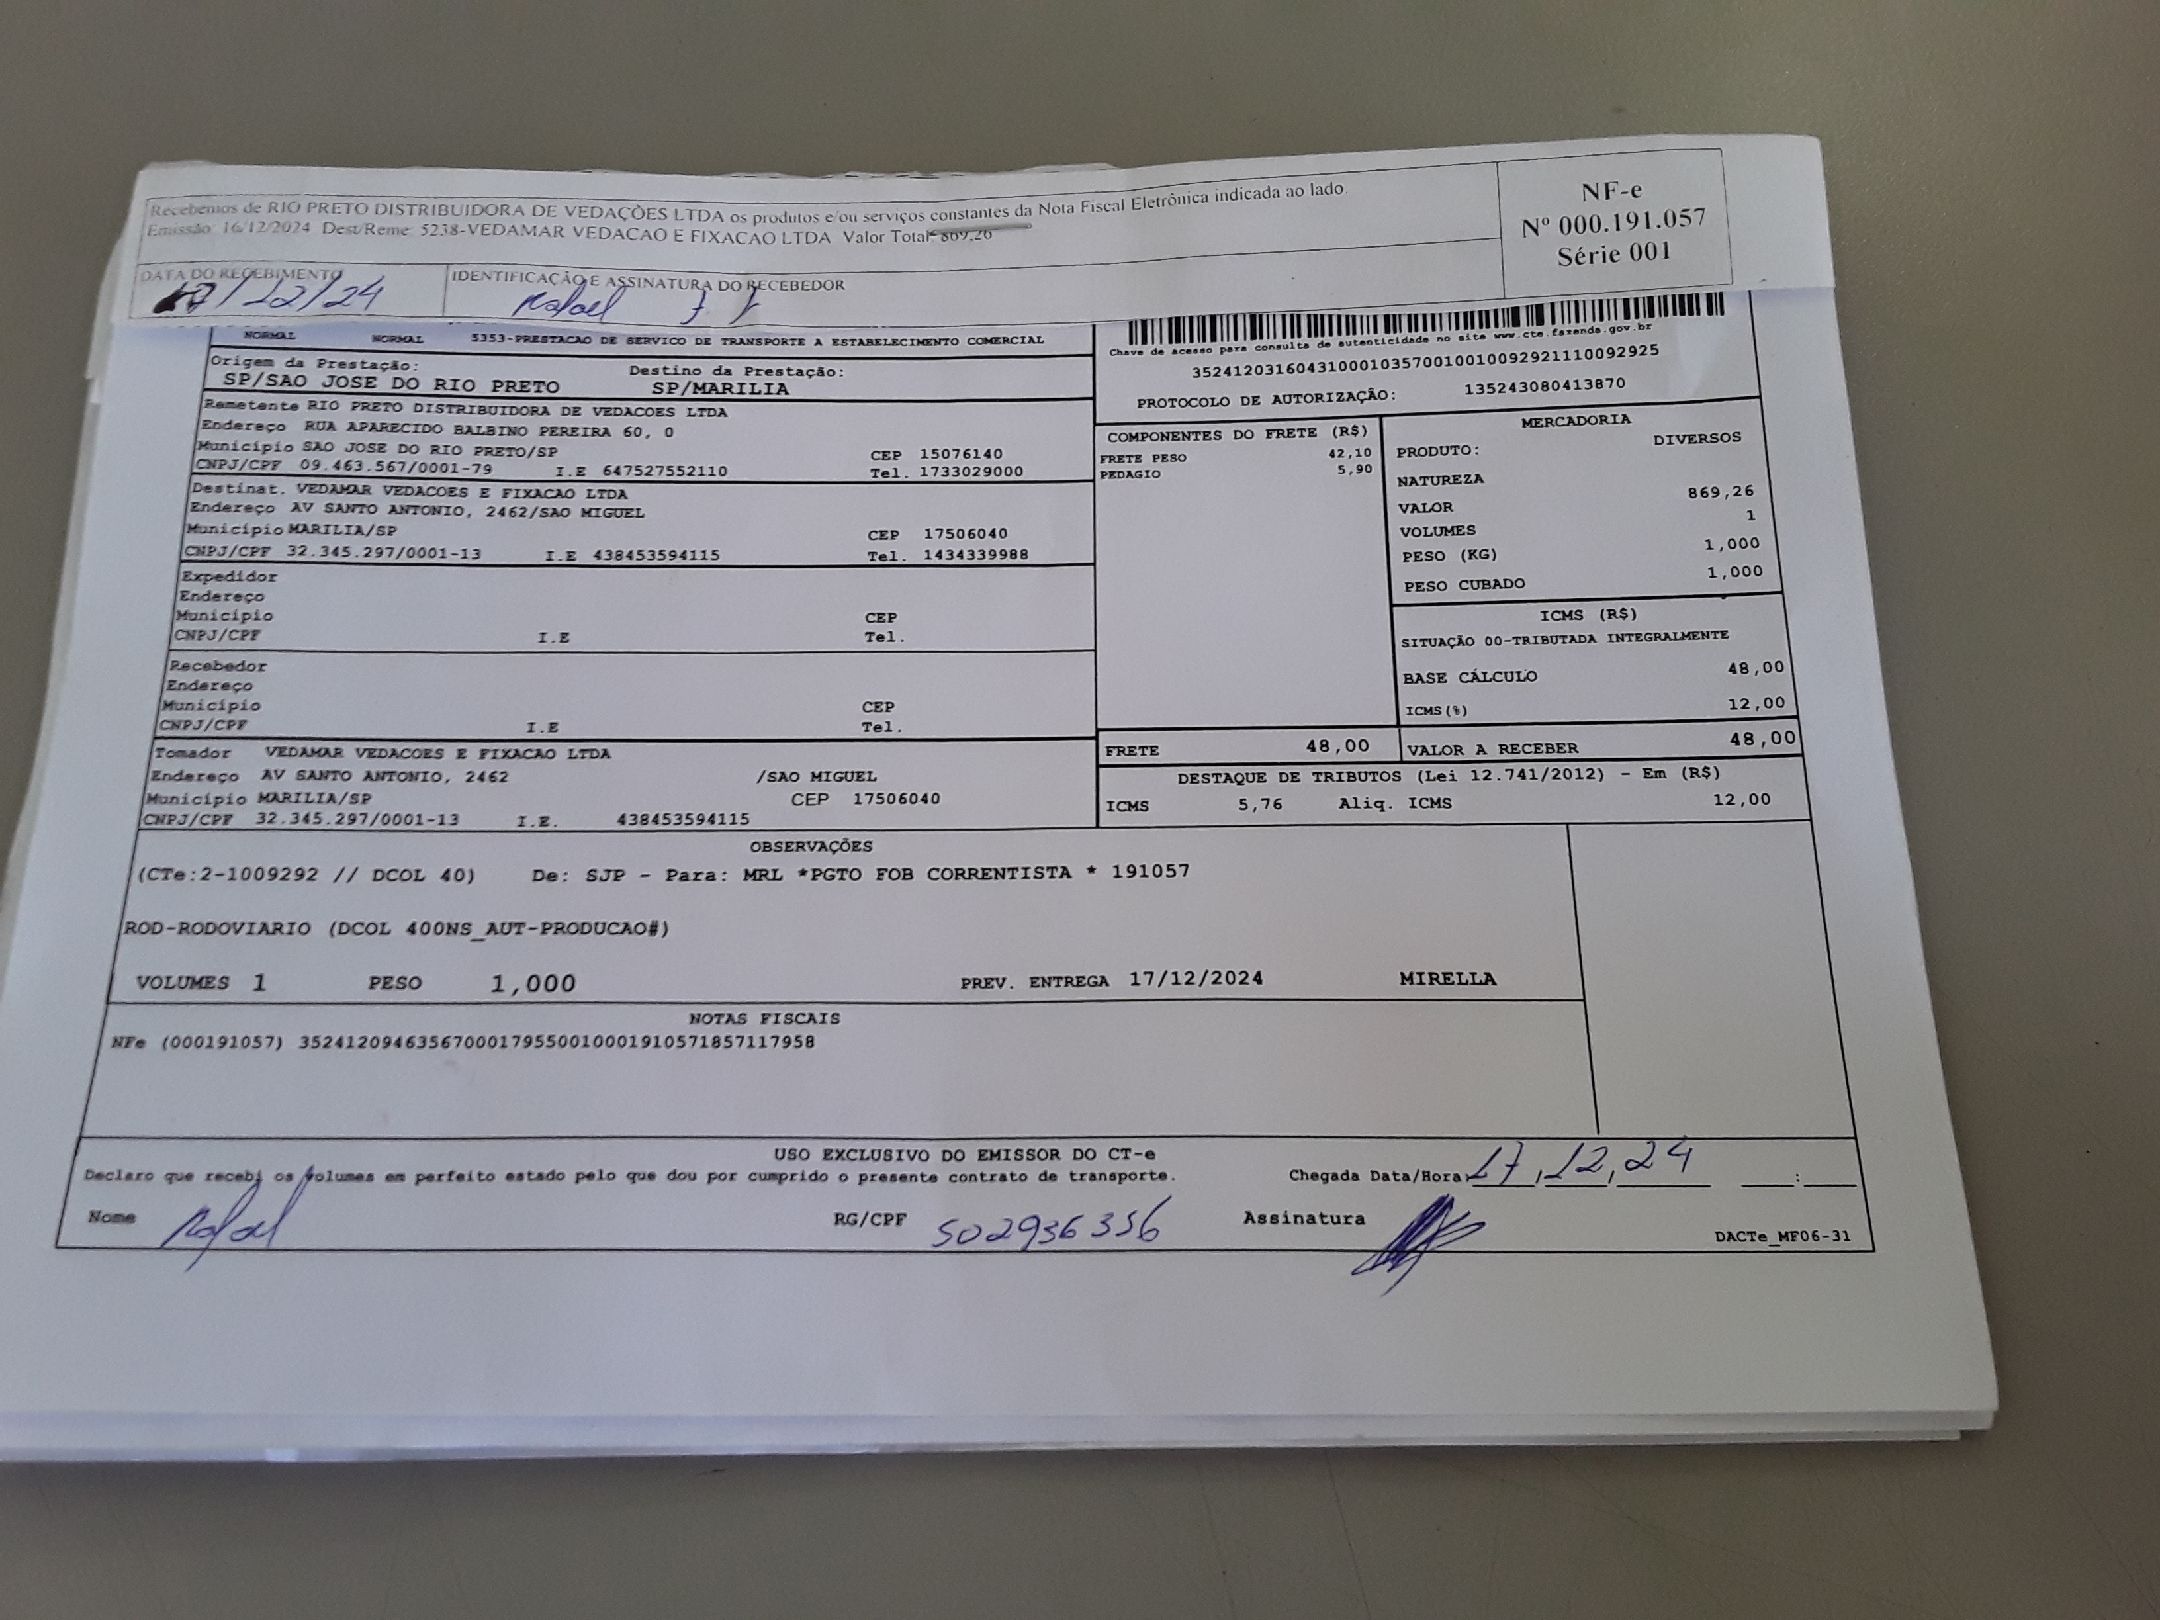 Recebemos de RIO PRETO DISTRIBUIDORA DE VEDAÇÕES LTDA os produtos e/ou serviços constantes da Nota Fiscal Eletrônica indicada ao lado.
Emissão: 16/12/2024 Dest/Reme: 5238-VEDAMAR VEDACAO E FIXACAO LTDA Valor Total: 869,26
NF-e
Nº 000.191.057
Série 001
DATA DO RECEBIMENTO
17/12/24
IDENTIFICAÇÃO E ASSINATURA DO RECEBEDOR
Rafael
NORMAL NORMAL 5353-PRESTACAO DE SERVICO DE TRANSPORTE A ESTABELECIMENTO COMERCIAL
Chave de acesso para consulta de autenticidade no site www.cte.fazenda.gov.br
35241203160431000103570010010092921110092925
PROTOCOLO DE AUTORIZAÇÃO: 135243080413870
Origem da Prestação: Destino da Prestação:
SP/SAO JOSE DO RIO PRETO SP/MARILIA
Remetente RIO PRETO DISTRIBUIDORA DE VEDACOES LTDA
Endereço RUA APARECIDO BALBINO PEREIRA 60, 0
Município SAO JOSE DO RIO PRETO/SP CEP 15076140
CNPJ/CPF 09.463.567/0001-79 I.E 647527552110 Tel. 1733029000
Destinat. VEDAMAR VEDACOES E FIXACAO LTDA
Endereço AV SANTO ANTONIO, 2462/SAO MIGUEL
Município MARILIA/SP CEP 17506040
CNPJ/CPF 32.345.297/0001-13 I.E 438453594115 Tel. 1434339988
Expedidor
Endereço
Município CEP
CNPJ/CPF I.E Tel.
Recebedor
Endereço
Município CEP
CNPJ/CPF I.E Tel.
Tomador VEDAMAR VEDACOES E FIXACAO LTDA
Endereço AV SANTO ANTONIO, 2462 /SAO MIGUEL
Município MARILIA/SP CEP 17506040
CNPJ/CPF 32.345.297/0001-13 I.E. 438453594115
COMPONENTES DO FRETE (R$)
FRETE PESO 42,10
PEDAGIO 5,90
MERCADORIA
PRODUTO: DIVERSOS
NATUREZA
VALOR 869,26
VOLUMES 1
PESO (KG) 1,000
PESO CUBADO 1,000
ICMS (R$)
SITUAÇÃO 00-TRIBUTADA INTEGRALMENTE
BASE CÁLCULO 48,00
ICMS(%) 12,00
FRETE 48,00 VALOR A RECEBER 48,00
DESTAQUE DE TRIBUTOS (Lei 12.741/2012) - Em (R$)
ICMS 5,76 Aliq. ICMS 12,00
OBSERVAÇÕES
(CTe:2-1009292 // DCOL 40) De: SJP - Para: MRL *PGTO FOB CORRENTISTA * 191057
ROD-RODOVIARIO (DCOL 400NS_AUT-PRODUCAO#)
VOLUMES 1 PESO 1,000 PREV. ENTREGA 17/12/2024 MIRELLA
NOTAS FISCAIS
NFe (000191057) 35241209463567000179550010001910571857117958
USO EXCLUSIVO DO EMISSOR DO CT-e
Declaro que recebi os volumes em perfeito estado pelo que dou por cumprido o presente contrato de transporte. Chegada Data/Hora: 17,12,24 :
Nome Rafael RG/CPF 502936356 Assinatura
DACTe_MF06-31